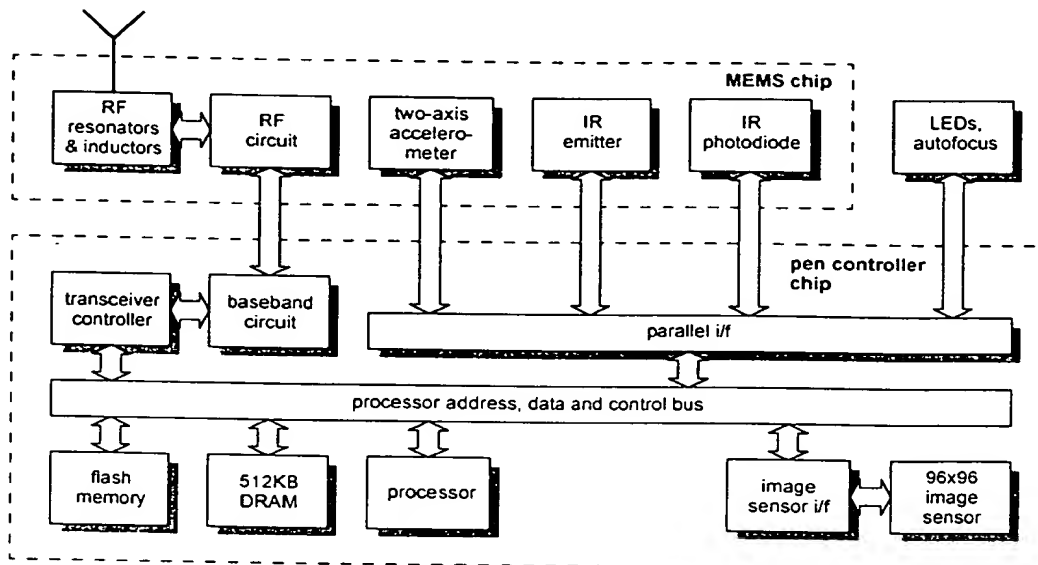 MEMS chip
RF
resonators
& inductors
RF
circuit
two-axis
accelero-
meter
IR
emitter
IR
photodiode
LEDs,
autofocus
pen controller
chip
transceiver
controller
baseband
circuit
parallel i/f
processor address, data and control bus
flash
memory
512KB
DRAM
processor
image
sensor i/f
96x96
image
sensor